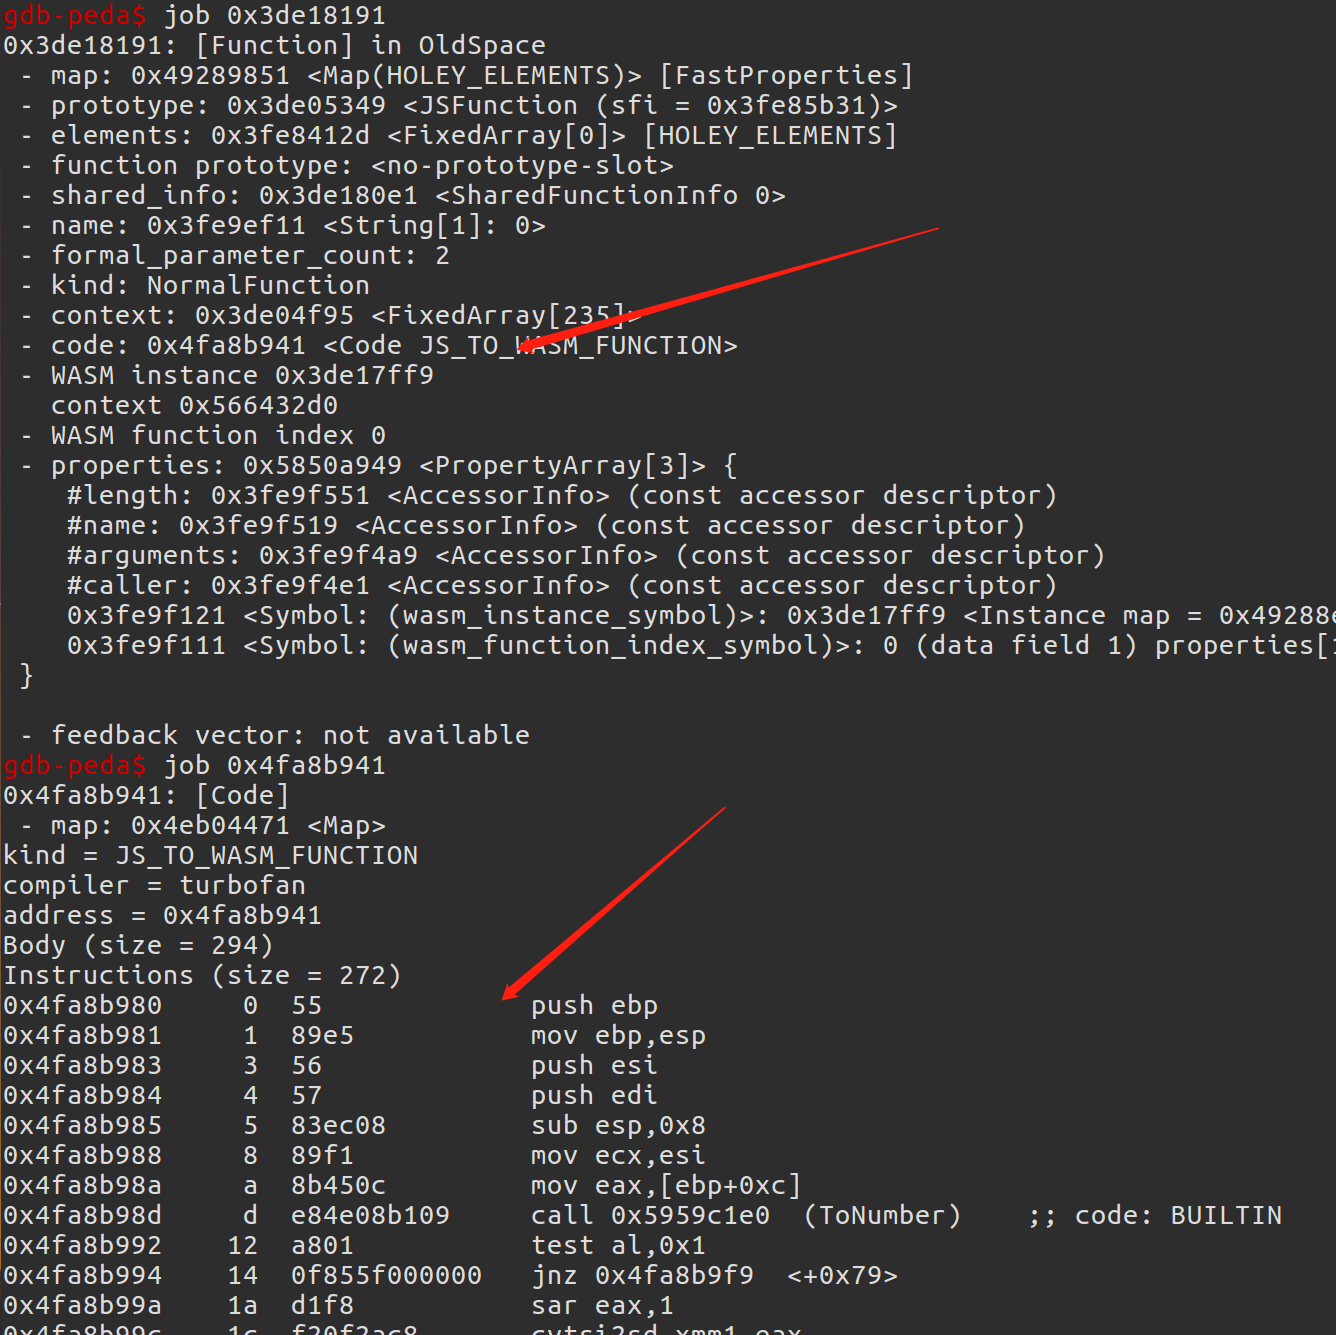 gdb-peda$ job 0x3de18191
0x3de18191: [Function] in OldSpace
- map: 0x49289851 <Map(HOLEY_ELEMENTS)> [FastProperties]
- prototype: 0x3de05349 <JSFunction (sfi = 0x3fe85b31)>
- elements: 0x3fe8412d <FixedArray[0]> [HOLEY_ELEMENTS]
- function prototype: <no-prototype-slot>
- shared_info: 0x3de180e1 <SharedFunctionInfo 0>
- name: 0x3fe9ef11 <String[1]: 0>
- formal_parameter_count: 2
- kind: NormalFunction
- context: 0x3de04f95 <FixedArray[235]>
- code: 0x4fa8b941 <Code JS_TO_WASM_FUNCTION>
- WASM instance 0x3de17ff9
context 0x566432d0
- WASM function index 0
- properties: 0x5850a949 <PropertyArray[3]> {
#length: 0x3fe9f551 <AccessorInfo> (const accessor descriptor)
#name: 0x3fe9f519 <AccessorInfo> (const accessor descriptor)
#arguments: 0x3fe9f4a9 <AccessorInfo> (const accessor descriptor)
#caller: 0x3fe9f4e1 <AccessorInfo> (const accessor descriptor)
0x3fe9f121 <Symbol: (wasm_instance_symbol)>: 0x3de17ff9 <Instance map = 0x49288
0x3fe9f111 <Symbol: (wasm_function_index_symbol)>: 0 (data field 1) properties[
}
- feedback vector: not available
gdb-peda$ job 0x4fa8b941
0x4fa8b941: [Code]
- map: 0x4eb04471 <Map>
kind = JS_TO_WASM_FUNCTION
compiler = turbofan
address = 0x4fa8b941
Body (size = 294)
Instructions (size = 272)
0x4fa8b980 0 55 push ebp
0x4fa8b981 1 89e5 mov ebp,esp
0x4fa8b983 3 56 push esi
0x4fa8b984 4 57 push edi
0x4fa8b985 5 83ec08 sub esp,0x8
0x4fa8b988 8 89f1 mov ecx,esi
0x4fa8b98a a 8b450c mov eax,[ebp+0xc]
0x4fa8b98d d e84e08b109 call 0x5959c1e0 (ToNumber) ;; code: BUILTIN
0x4fa8b992 12 a801 test al,0x1
0x4fa8b994 14 0f855f000000 jnz 0x4fa8b9f9 <+0x79>
0x4fa8b99a 1a d1f8 sar eax,1
0x4fa8b99c 1c f20f2ac8 cvtsi2sd xmm1,eax